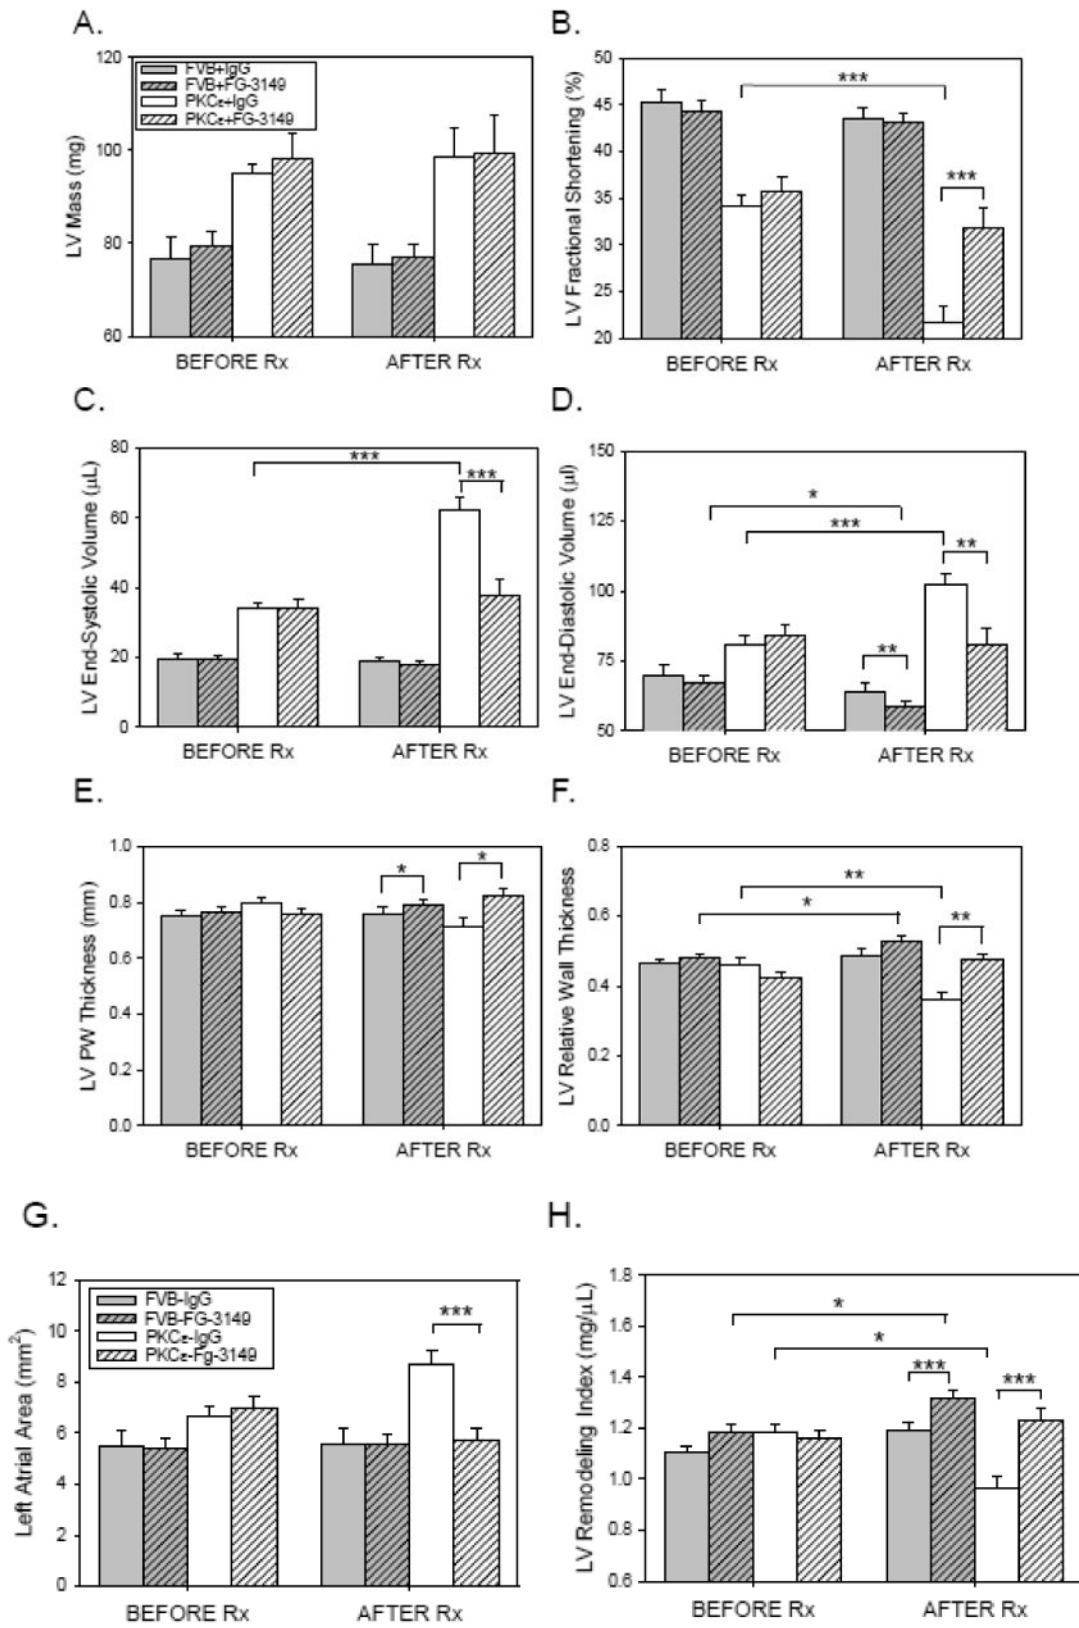 A.
B.
120
100
80
60
LV Mass (mg)
FVB+IgG
FVB+FG-3149
PKCε+IgG
PKCε+FG-3149
BEFORE Rx
AFTER Rx
50
45
40
35
30
25
20
LV Fractional Shortening (%)
***
***
BEFORE Rx
AFTER Rx
C.
D.
80
60
40
20
0
LV End-Systolic Volume (µL)
***
***
BEFORE Rx
AFTER Rx
150
125
100
75
50
LV End-Diastolic Volume (µl)
*
***
**
**
BEFORE Rx
AFTER Rx
E.
F.
1.0
0.8
0.6
0.4
0.2
0.0
LV PW Thickness (mm)
*
*
BEFORE Rx
AFTER Rx
0.8
0.6
0.4
0.2
0.0
LV Relative Wall Thickness
**
*
**
BEFORE Rx
AFTER Rx
G.
H.
12
10
8
6
4
2
0
Left Atrial Area (mm²)
FVB-IgG
FVB-FG-3149
PKCε-IgG
PKCε-Fg-3149
***
BEFORE Rx
AFTER Rx
1.8
1.6
1.4
1.2
1.0
0.8
0.6
LV Remodeling Index (mg/µL)
*
*
***
***
BEFORE Rx
AFTER Rx